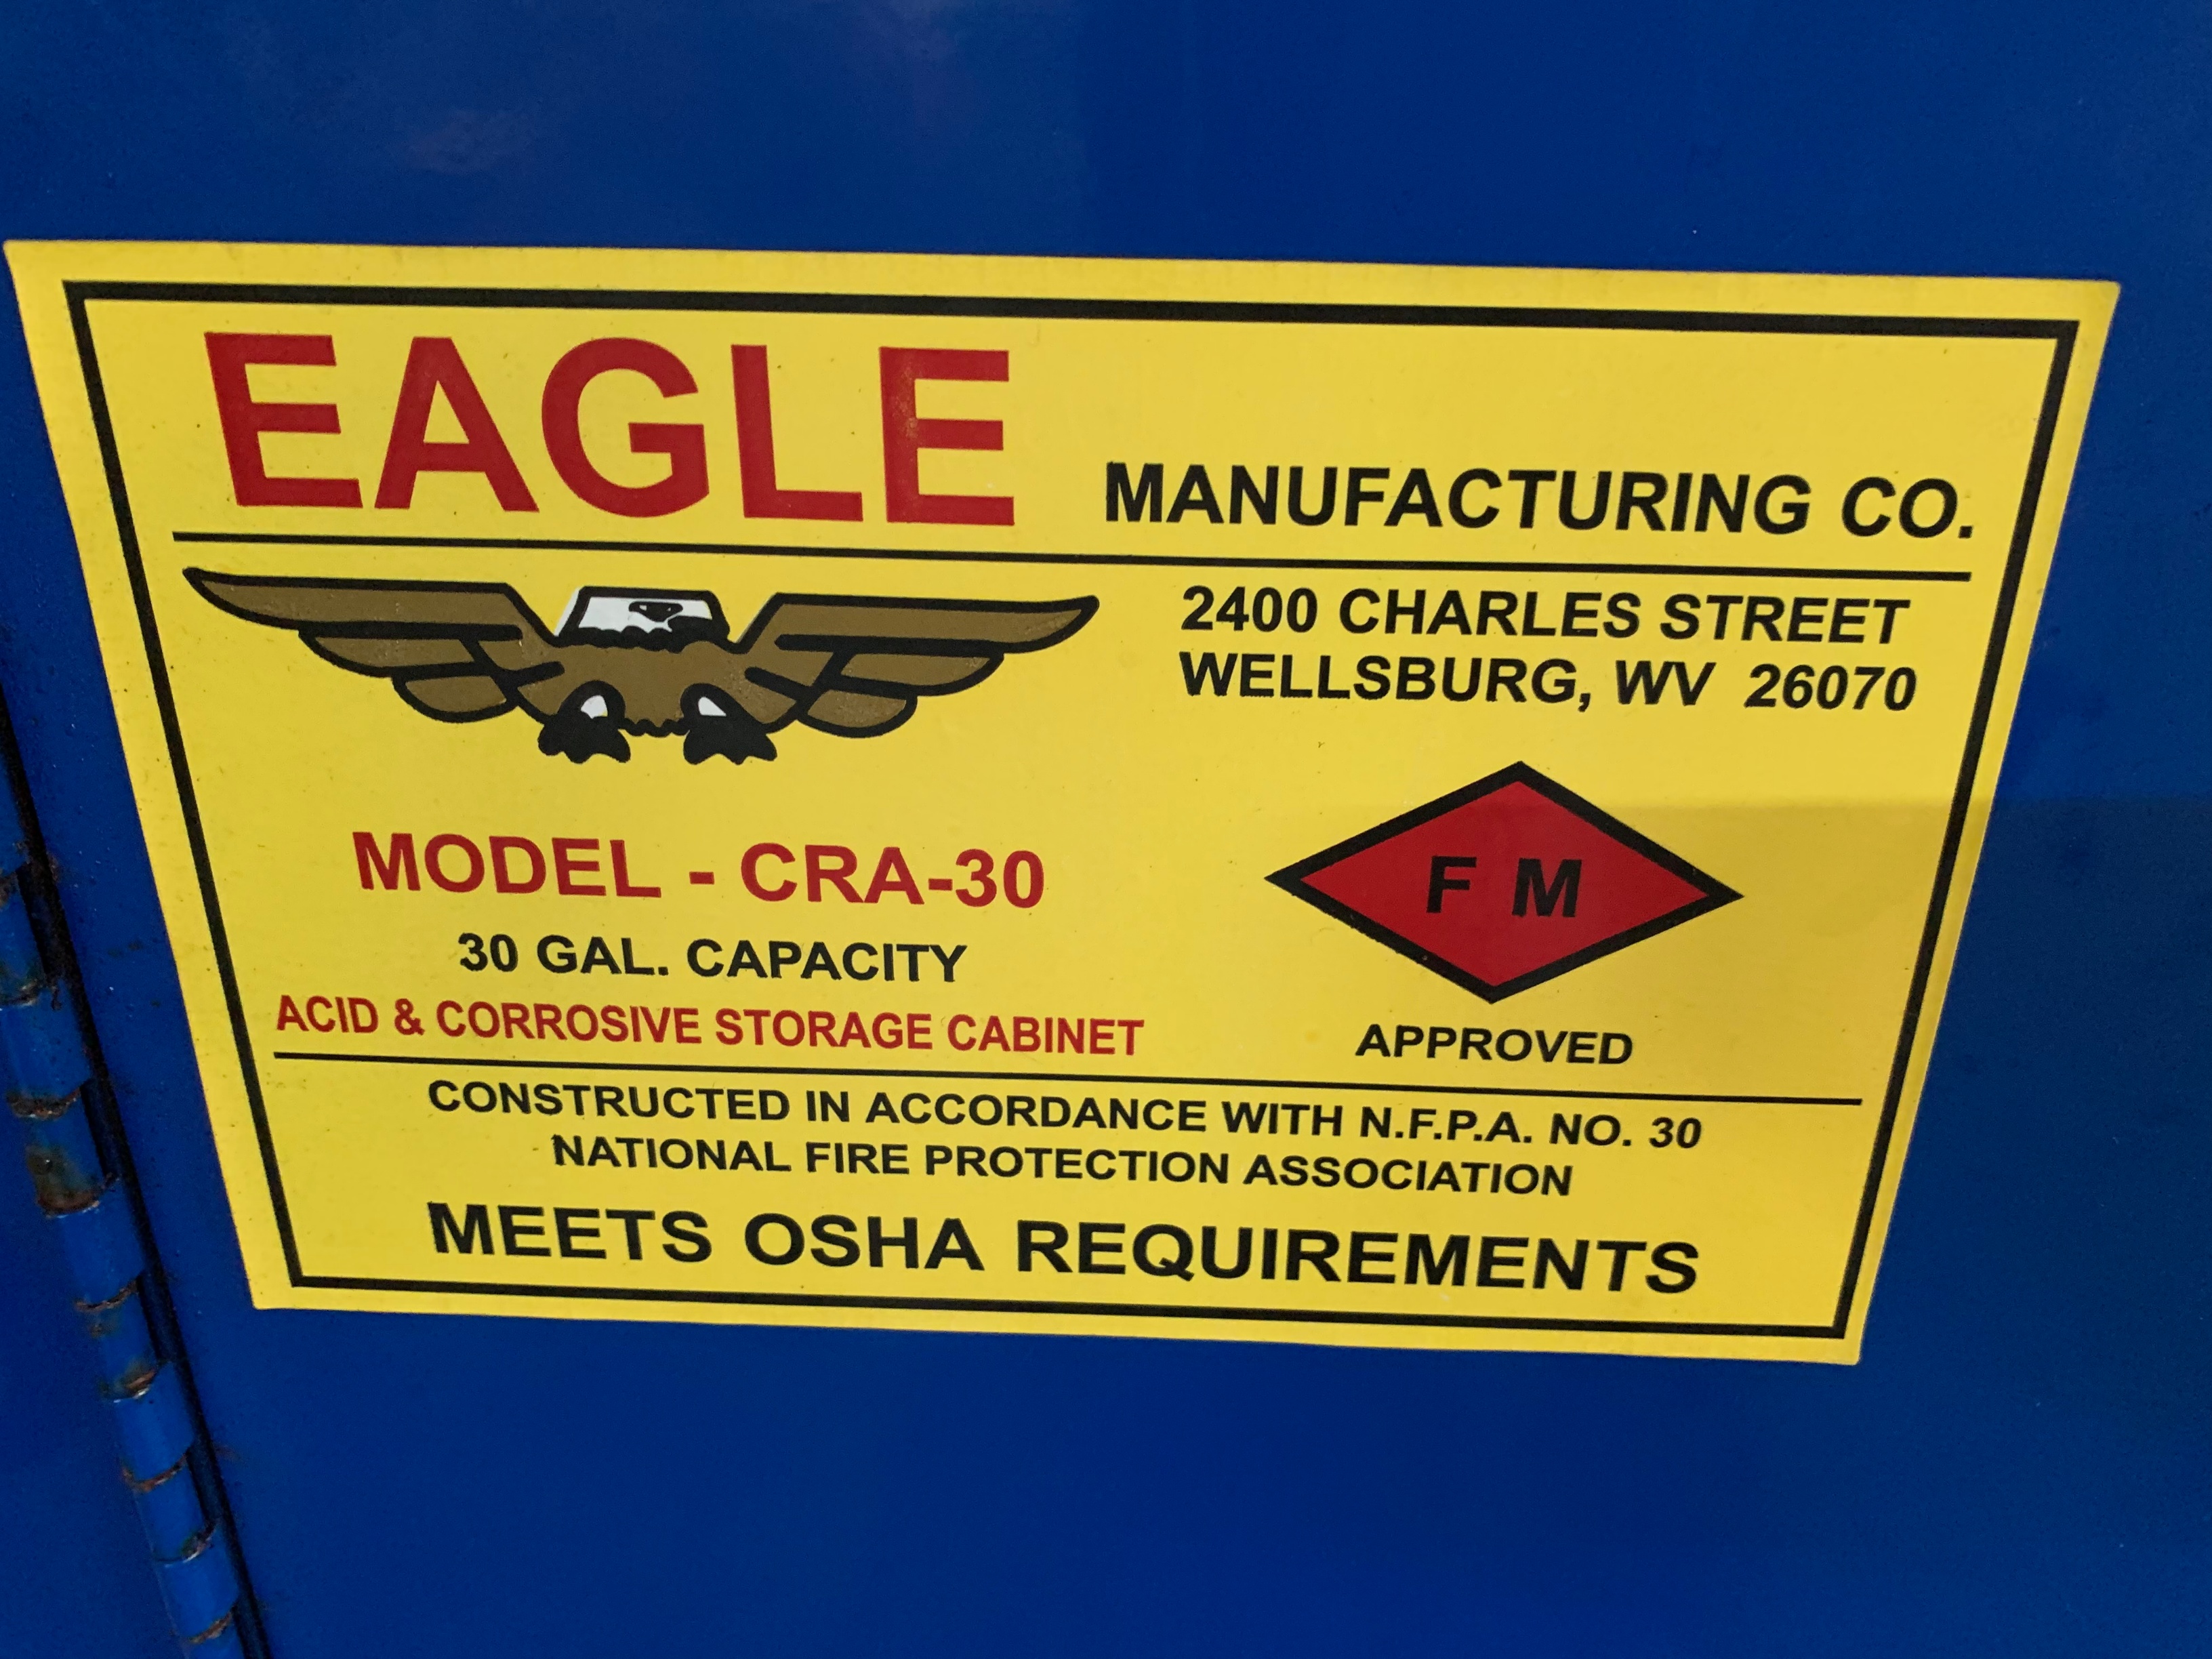 EAGLE MANUFACTURING CO.
2400 CHARLES STREET
WELLSBURG, WV 26070
MODEL - CRA-30
30 GAL. CAPACITY
ACID & CORROSIVE STORAGE CABINET
F M
APPROVED
CONSTRUCTED IN ACCORDANCE WITH N.F.P.A. NO. 30
NATIONAL FIRE PROTECTION ASSOCIATION
MEETS OSHA REQUIREMENTS